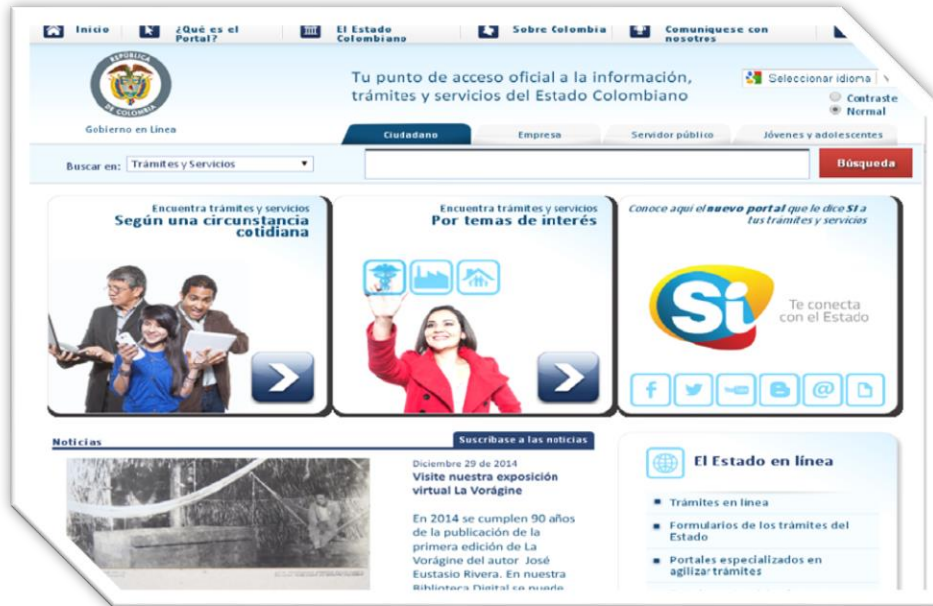 Inicio
¿Qué es el
Portal?
El Estado
Colombiano
Sobre Colombia
Comuníquese con
nosotros
REPÚBLICA
DE COLOMBIA
Gobierno en Línea
Tu punto de acceso oficial a la información,
trámites y servicios del Estado Colombiano
Seleccionar idioma
Contraste
Normal
Ciudadano
Empresa
Servidor público
Jóvenes y adolescentes
Buscar en:
Trámites y Servicios
Búsqueda
Encuentra trámites y servicios
Según una circunstancia
cotidiana
Encuentra trámites y servicios
Por temas de interés
Conoce aquí el nuevo portal que le dice SI a
tus trámites y servicios
Si
Te conecta
con el Estado
Noticias
Suscríbase a las noticias
Diciembre 29 de 2014
Visite nuestra exposición
virtual La Vorágine
En 2014 se cumplen 90 años
de la publicación de la
primera edición de La
Vorágine del autor José
Eustasio Rivera. En nuestra
Biblioteca Digital se puede
El Estado en línea
Trámites en línea
Formularios de los trámites del
Estado
Portales especializados en
agilizar trámites